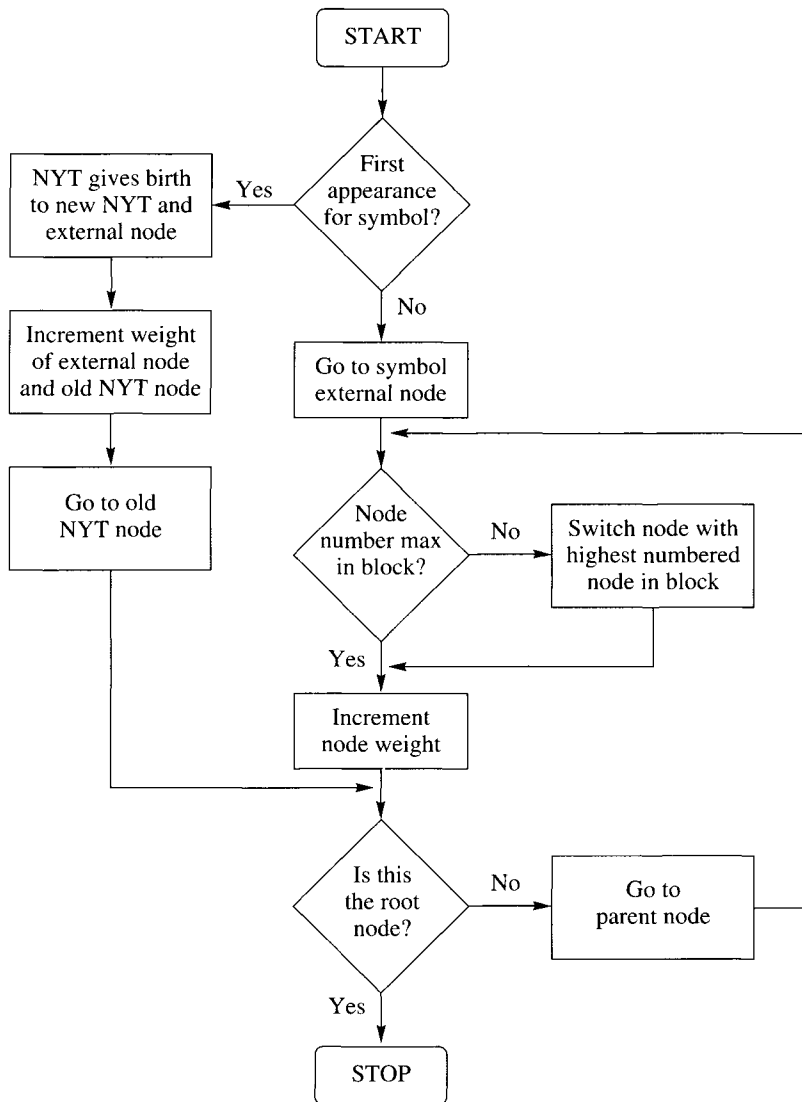 START
First
appearance
for symbol?
Yes
NYT gives birth
to new NYT and
external node
Increment weight
of external node
and old NYT node
Go to old
NYT node
No
Go to symbol
external node
Node
number max
in block?
No
Switch node with
highest numbered
node in block
Yes
Increment
node weight
Is this
the root
node?
No
Go to
parent node
Yes
STOP